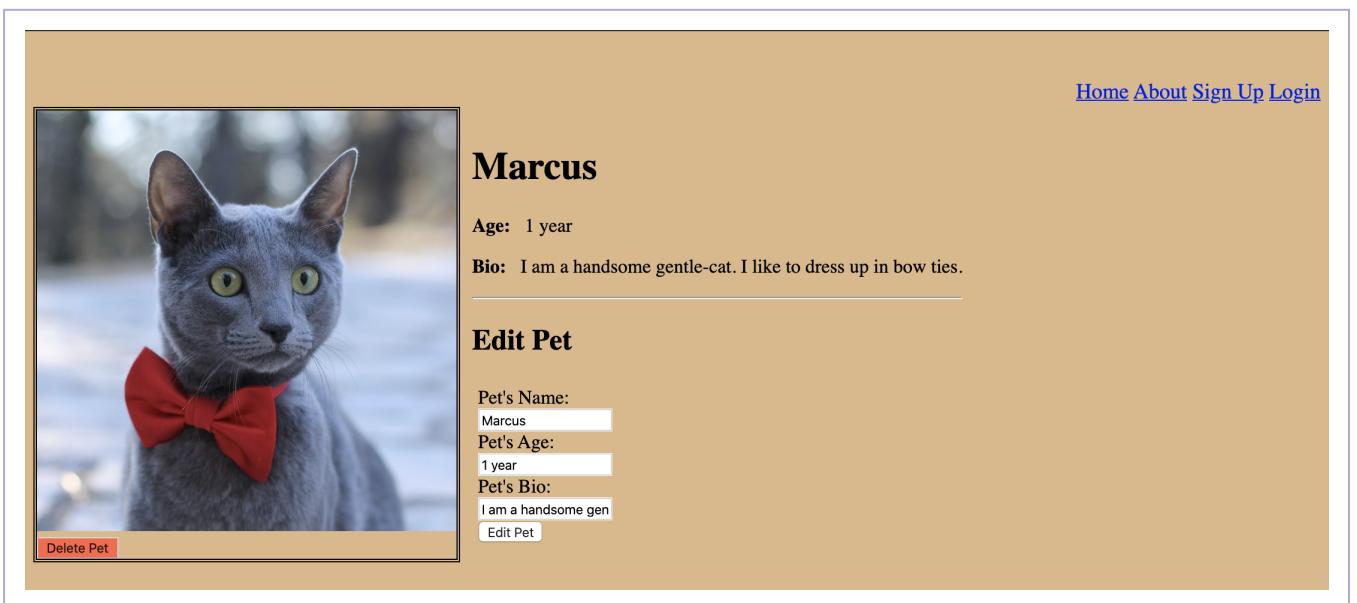 Home About Sign Up Login
Marcus
Age: 1 year
Bio: I am a handsome gentle-cat. I like to dress up in bow ties.
Edit Pet
Pet's Name:
Marcus
Pet's Age:
1 year
Pet's Bio:
I am a handsome gen
Edit Pet
Delete Pet